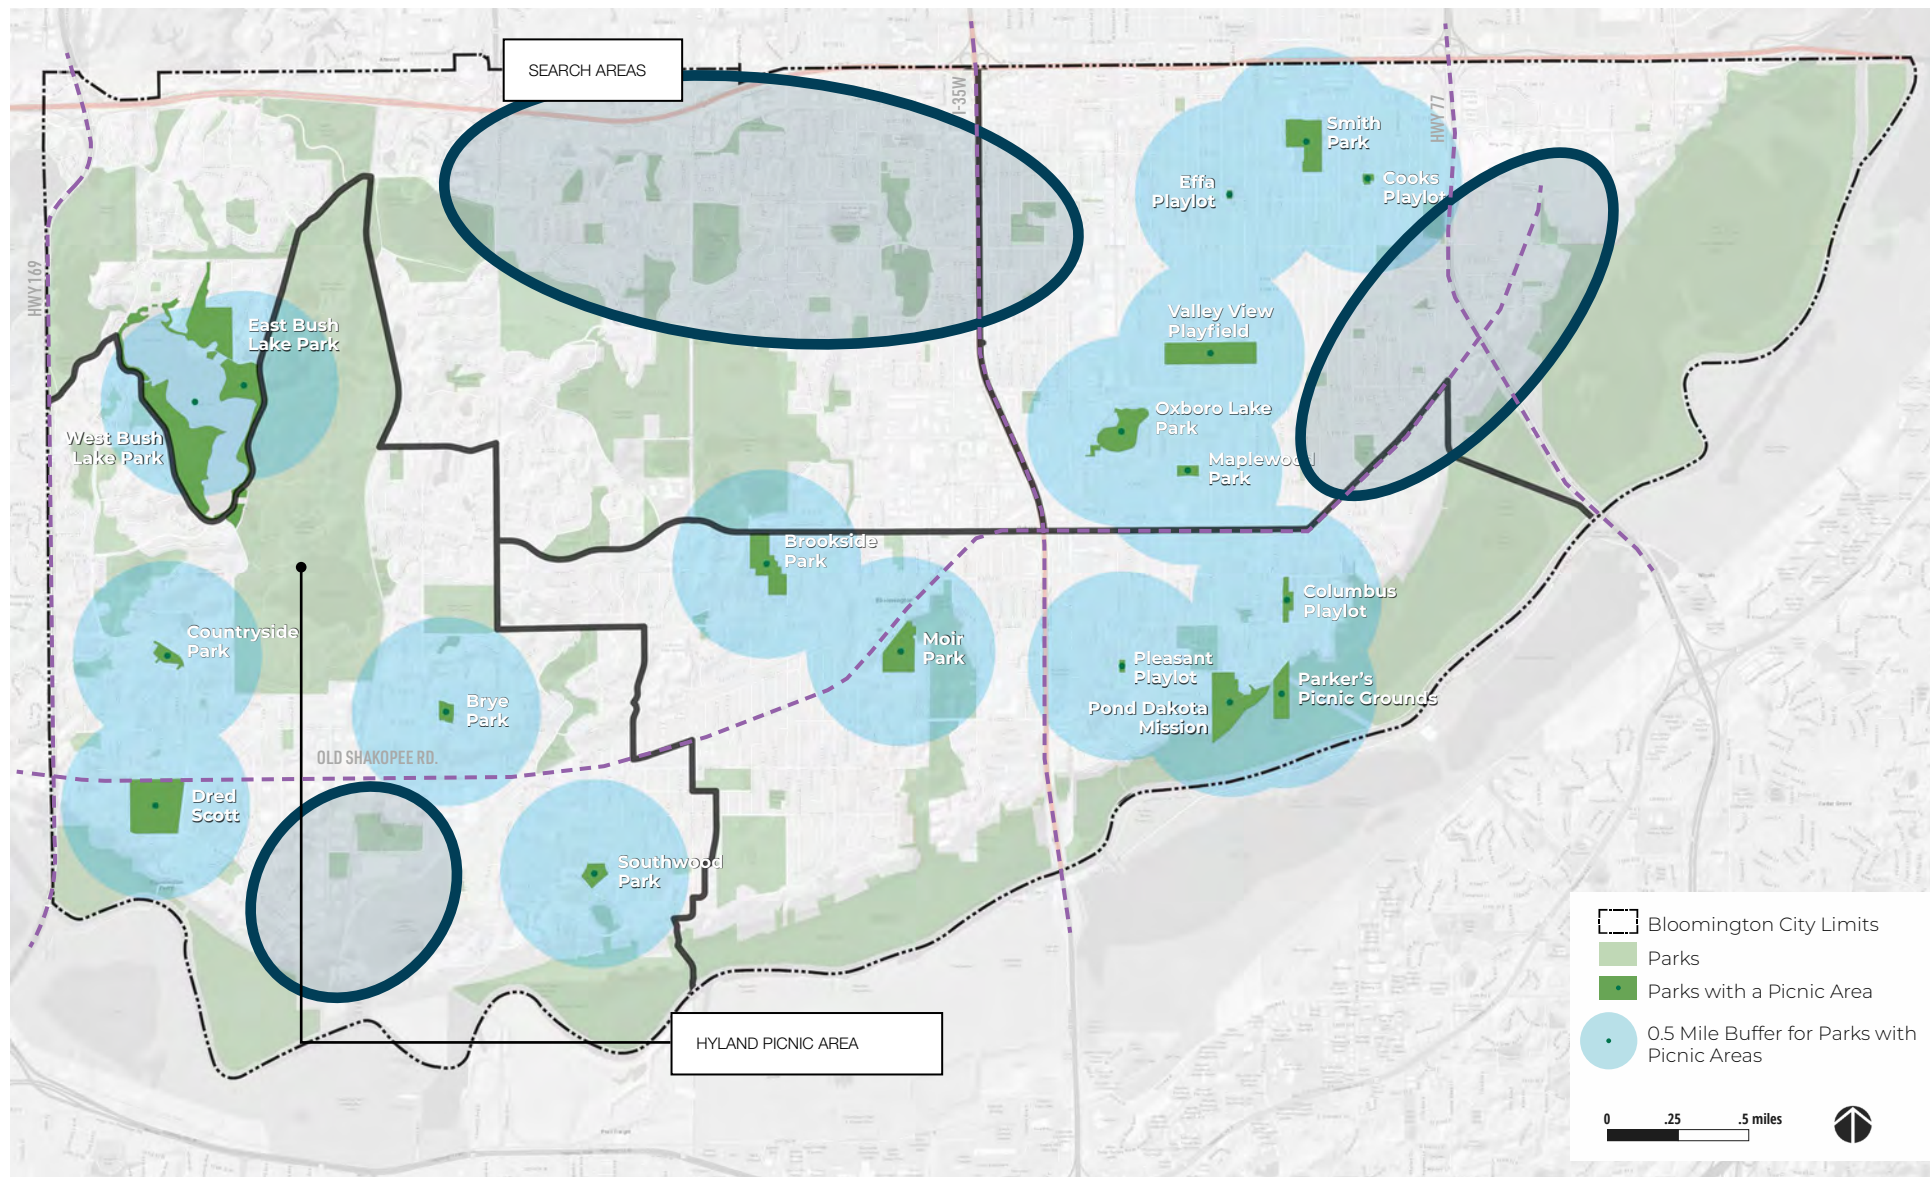 SEARCH AREAS
I-35W
HWY 77
HWY 169
Smith
Park
Effa
Playlot
Cooks
Playlot
East Bush
Lake Park
Valley View
Playfield
West Bush
Lake Park
Oxboro Lake
Park
Maplewood
Park
Brookside
Park
Columbus
Playlot
Countryside
Park
Moir
Park
Pleasant
Playlot
Parker's
Picnic Grounds
Brye
Park
Pond Dakota
Mission
OLD SHAKOPEE RD.
Dred
Scott
Southwood
Park
HYLAND PICNIC AREA
Bloomington City Limits
Parks
Parks with a Picnic Area
0.5 Mile Buffer for Parks with
Picnic Areas
0 .25 .5 miles